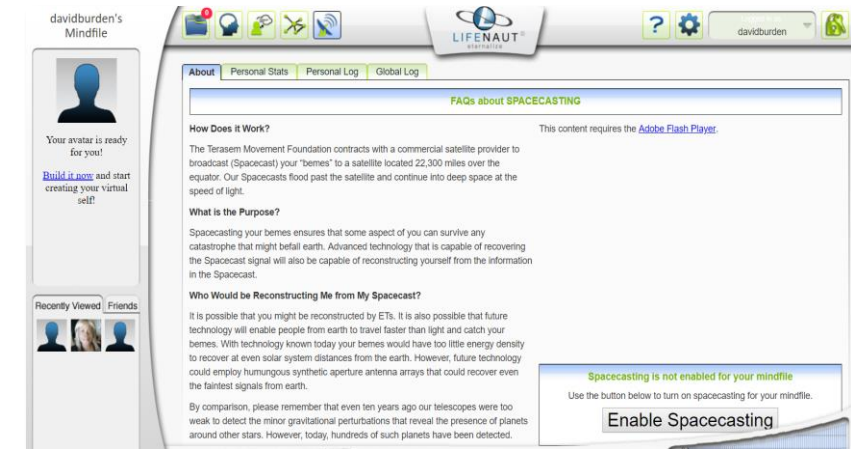 davidburden's
Mindfile
Your avatar is ready
for you!
Build it now and start
creating your virtual
self!
Recently Viewed
Friends
LIFENAUT®
eternalize
?
davidburden
About
Personal Stats
Personal Log
Global Log
FAQs about SPACECASTING
How Does it Work?
The Terasem Movement Foundation contracts with a commercial satellite provider to
broadcast (Spacecast) your "bemes" to a satellite located 22,300 miles over the
equator. Our Spacecasts flood past the satellite and continue into deep space at the
speed of light.
What is the Purpose?
Spacecasting your bemes ensures that some aspect of you can survive any
catastrophe that might befall earth. Advanced technology that is capable of recovering
the Spacecast signal will also be capable of reconstructing yourself from the information
in the Spacecast.
Who Would be Reconstructing Me from My Spacecast?
It is possible that you might be reconstructed by ETs. It is also possible that future
technology will enable people from earth to travel faster than light and catch your
bemes. With technology known today your bemes would have too little energy density
to recover at even solar system distances from the earth. However, future technology
could employ humungous synthetic aperture antenna arrays that could recover even
the faintest signals from earth.
By comparison, please remember that even ten years ago our telescopes were too
weak to detect the minor gravitational perturbations that reveal the presence of planets
around other stars. However, today, hundreds of such planets have been detected.
This content requires the Adobe Flash Player.
Spacecasting is not enabled for your mindfile
Use the button below to turn on spacecasting for your mindfile.
Enable Spacecasting